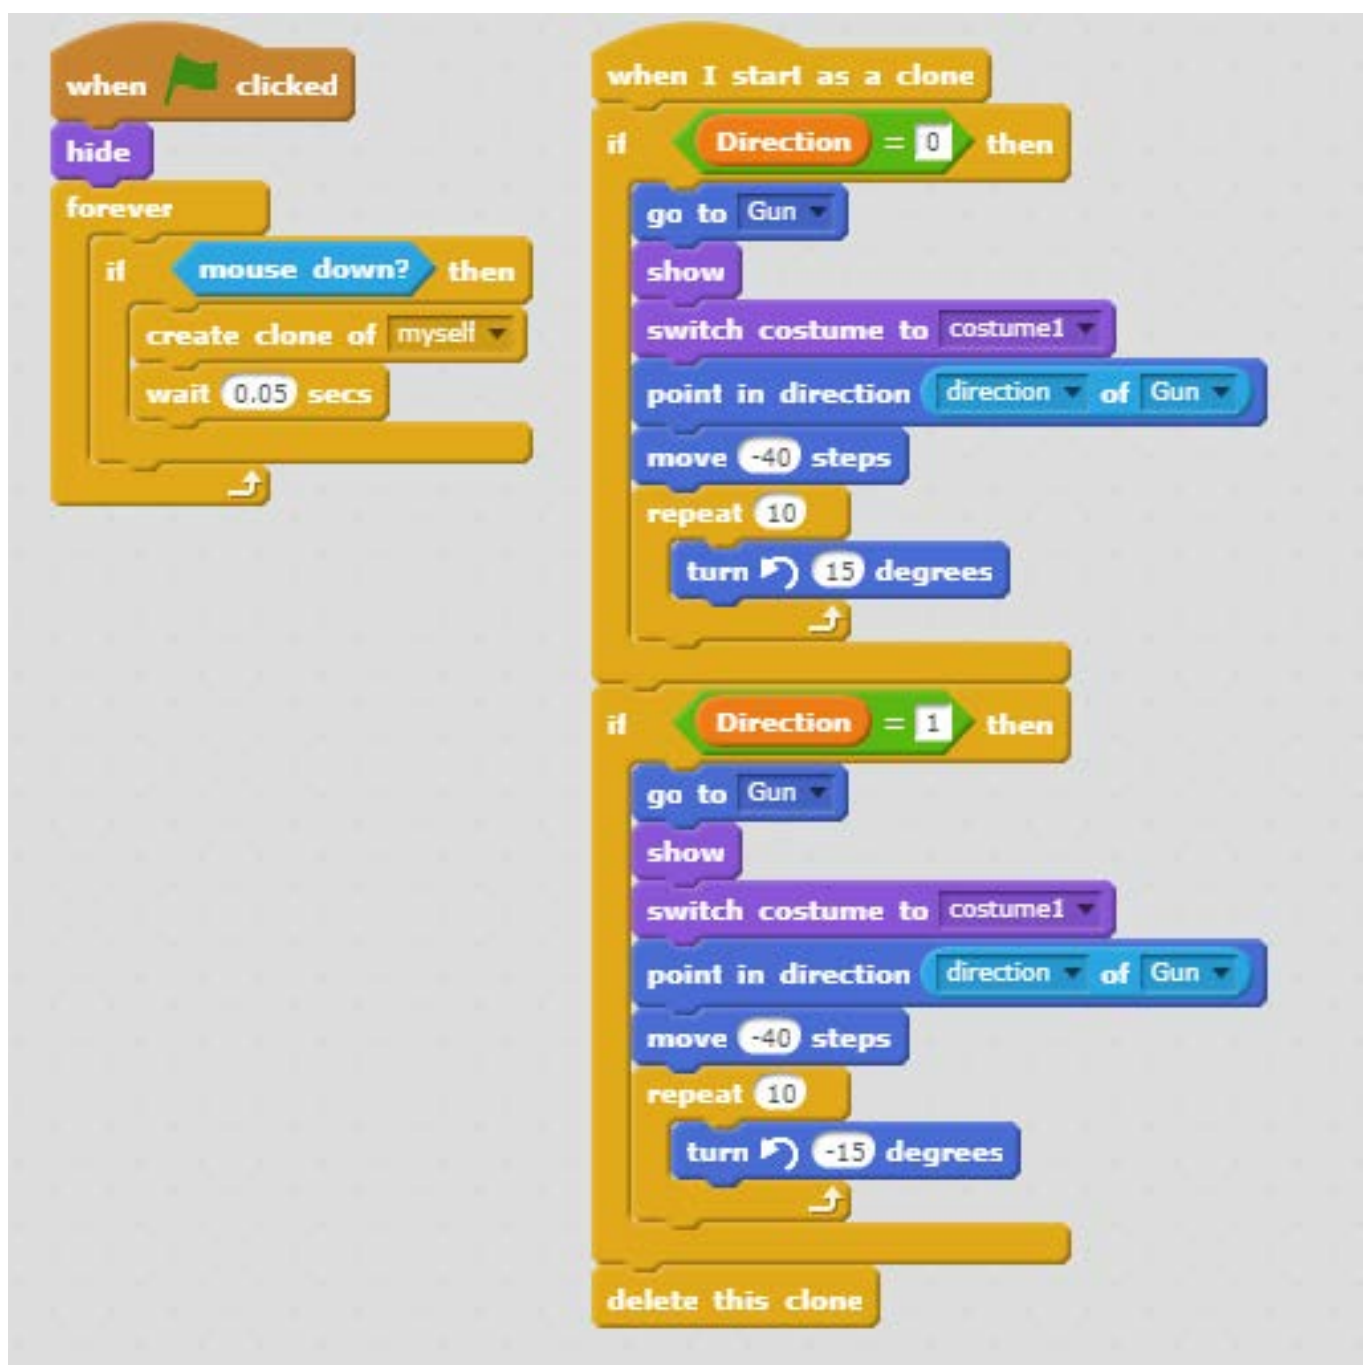 when clicked
hide
forever
if mouse down? then
create clone of myself
wait 0.05 secs
when I start as a clone
if Direction = 0 then
go to Gun
show
switch costume to costume1
point in direction direction of Gun
move -40 steps
repeat 10
turn 15 degrees
if Direction = 1 then
go to Gun
show
switch costume to costume1
point in direction direction of Gun
move -40 steps
repeat 10
turn -15 degrees
delete this clone